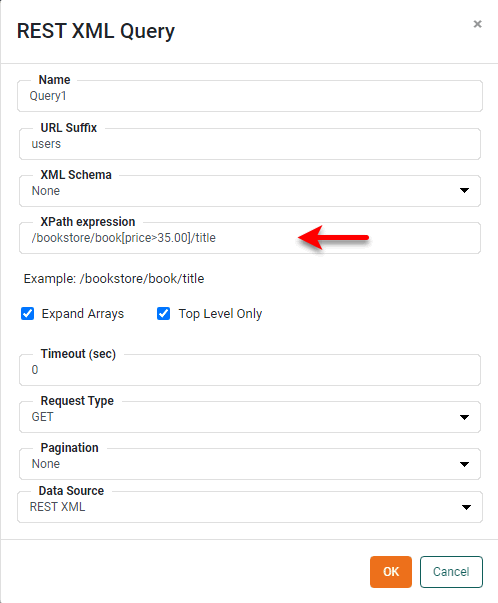 REST XML Query
×
Name
Query1
URL Suffix
users
XML Schema
None
XPath expression
/bookstore/book[price>35.00]/title
Example: /bookstore/book/title
Expand Arrays
Top Level Only
Timeout (sec)
0
Request Type
GET
Pagination
None
Data Source
REST XML
OK
Cancel